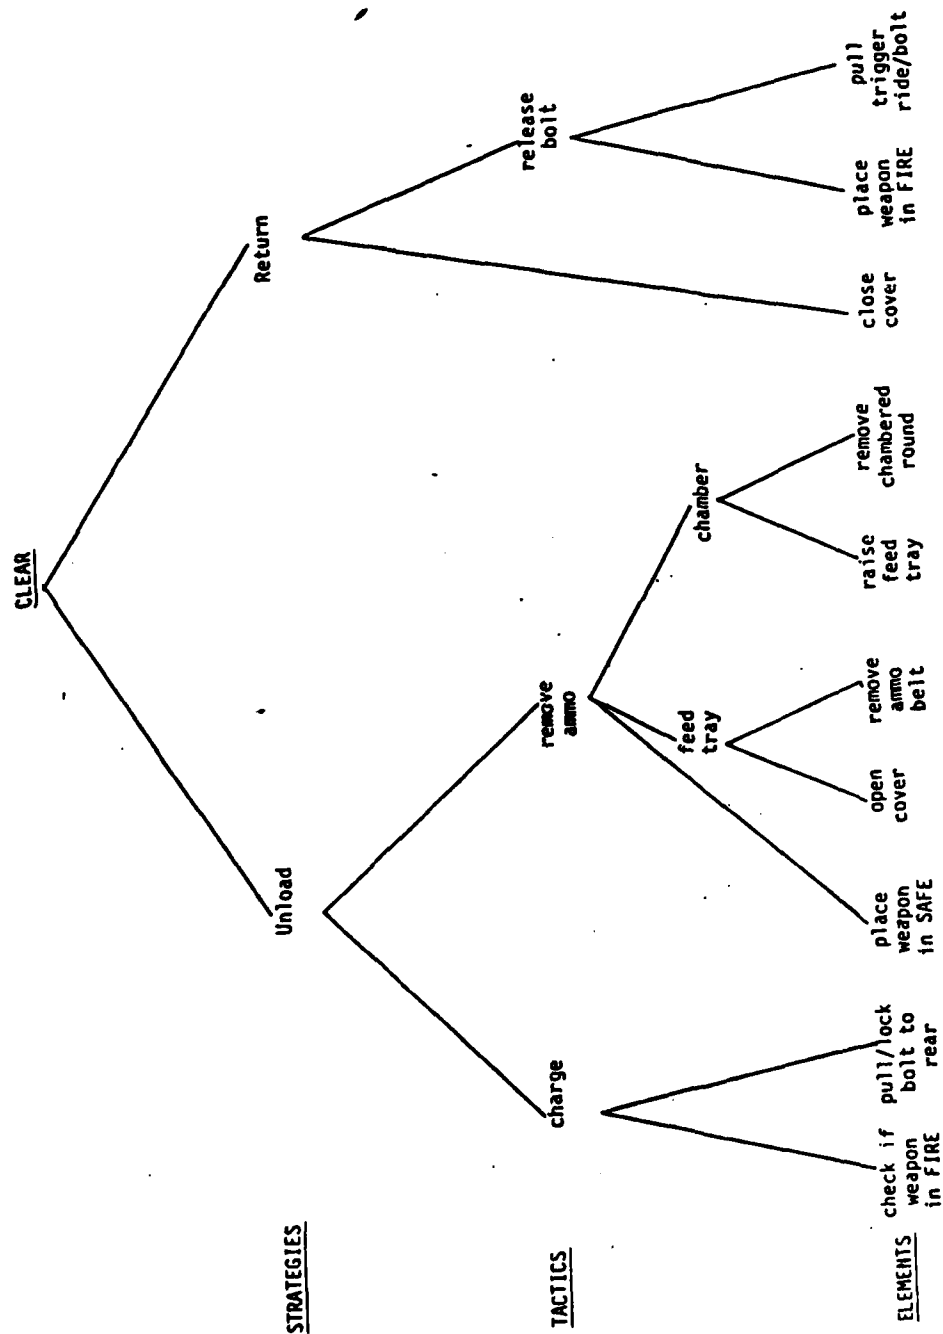 CLEAR
STRATEGIES
Unload
Return
TACTICS
charge
remove
ammo
release
bolt
feed
tray
chamber
ELEMENTS
check if
weapon
in FIRE
pull/lock
bolt to
rear
place
weapon
in SAFE
open
cover
remove
ammo
belt
raise
feed
tray
remove
chambered
round
close
cover
place
weapon
in FIRE
pull
trigger
ride/bolt